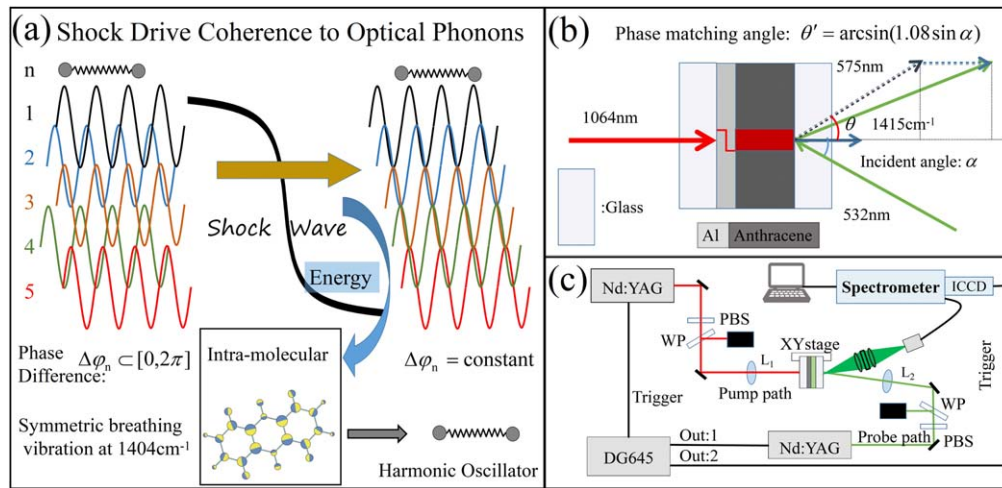 (a) Shock Drive Coherence to Optical Phonons
n
1
2
3
4
5
Shock Wave
Energy
Phase
Difference:
Δφₙ ⊂ [0,2π]
Intra-molecular
Δφₙ = constant
Symmetric breathing
vibration at 1404cm⁻¹
Harmonic Oscillator
(b)
Phase matching angle: θ′ = arcsin(1.08 sin α)
575nm
1064nm
θ
1415cm⁻¹
Incident angle: α
:Glass
532nm
Al Anthracene
(c)
Nd:YAG
Spectrometer
ICCD
PBS
WP
XYstage
L₁
L₂
Pump path
Trigger
Trigger
WP
Probe path
PBS
DG645
Out:1
Out:2
Nd:YAG